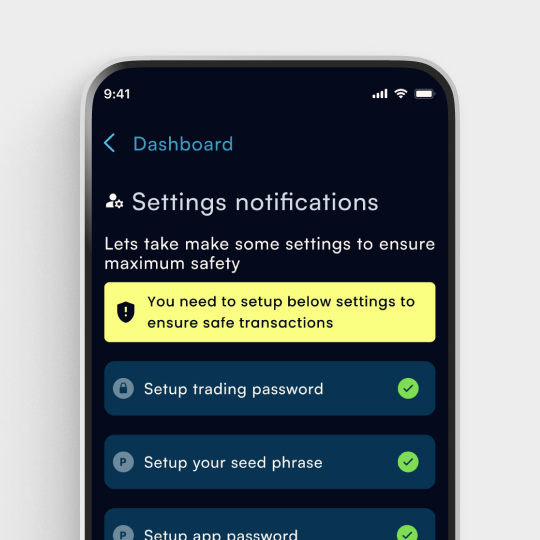 9:41
Dashboard
Settings notifications
Lets take make some settings to ensure
maximum safety
You need to setup below settings to
ensure safe transactions
Setup trading password
P Setup your seed phrase
P Setup app password